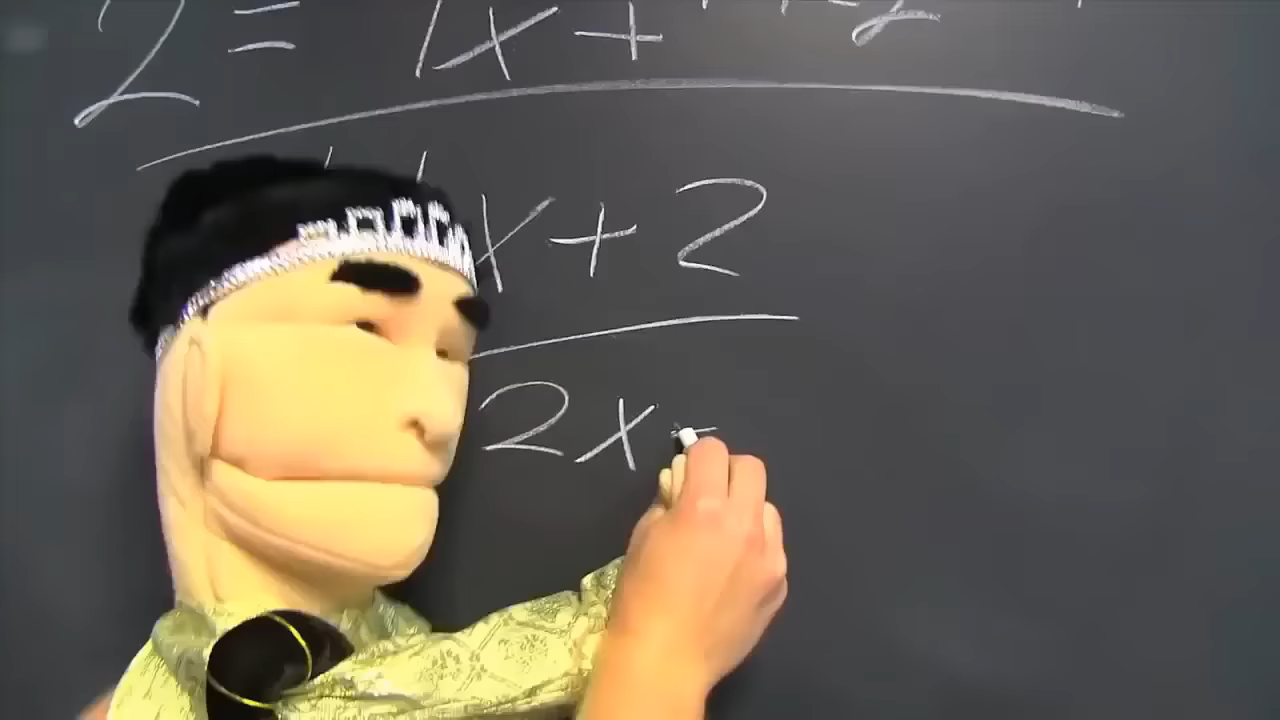 2 = 1x +
x + 2
2x -